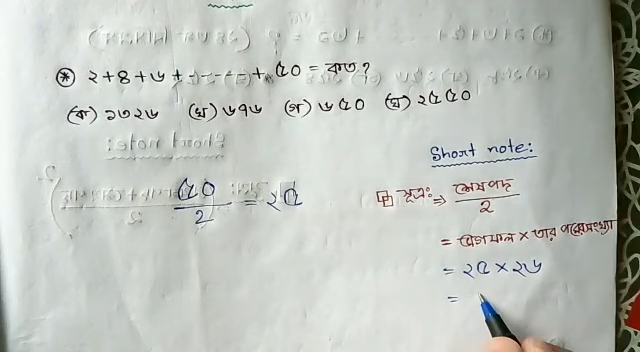 * ২+৪+৬+-----+ ৫০ = কত?
(ক) ১৩২৬ (খ) ৬৭৬ (গ) ৬৫০ (ঘ) ২৫৫০
Short note:
৫০/2 = ২৫
সূত্রঃ ⇒ শেষপদ/2
= ভাগফল × তার পরেরসংখ্যা
= ২৫ × ২৬
=